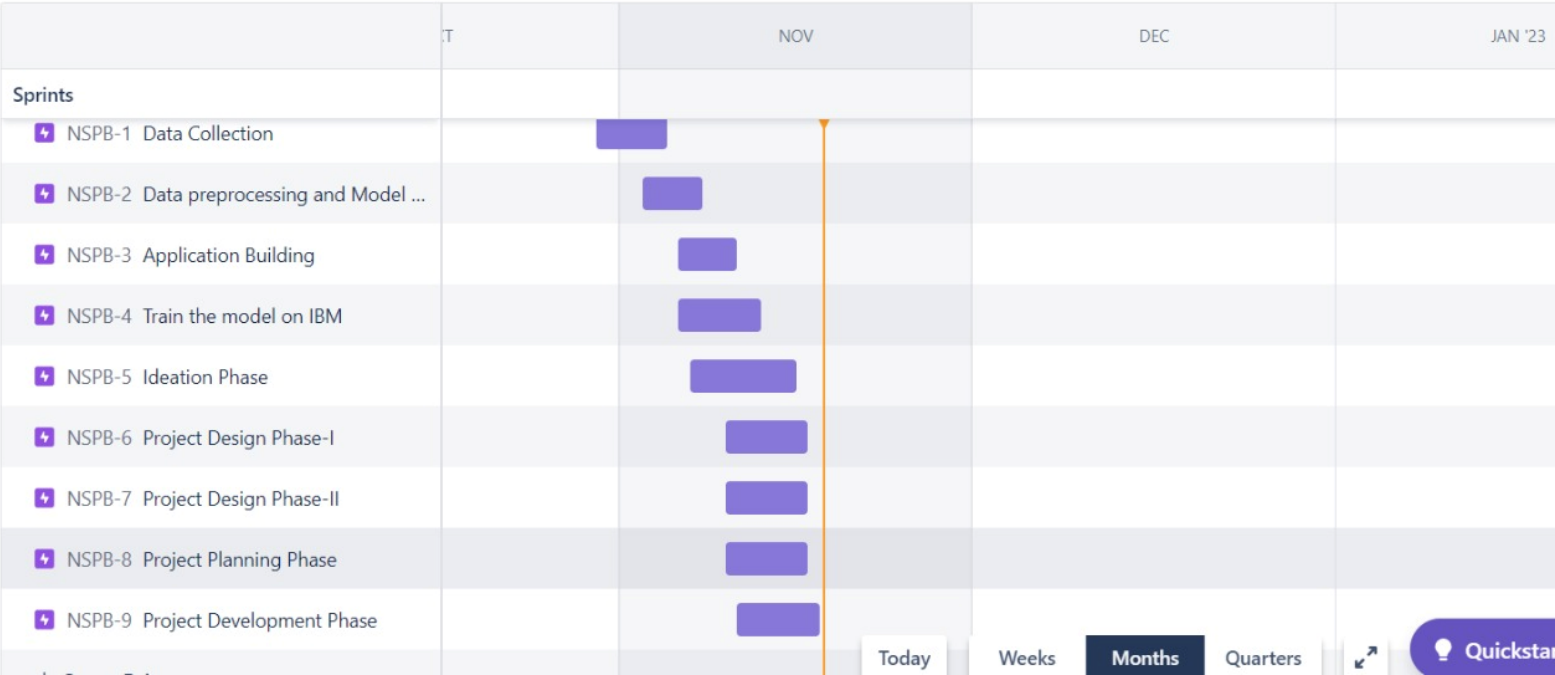 NOV DEC JAN '23
Sprints
NSPB-1 Data Collection
NSPB-2 Data preprocessing and Model ...
NSPB-3 Application Building
NSPB-4 Train the model on IBM
NSPB-5 Ideation Phase
NSPB-6 Project Design Phase-I
NSPB-7 Project Design Phase-II
NSPB-8 Project Planning Phase
NSPB-9 Project Development Phase
Today Weeks Months Quarters